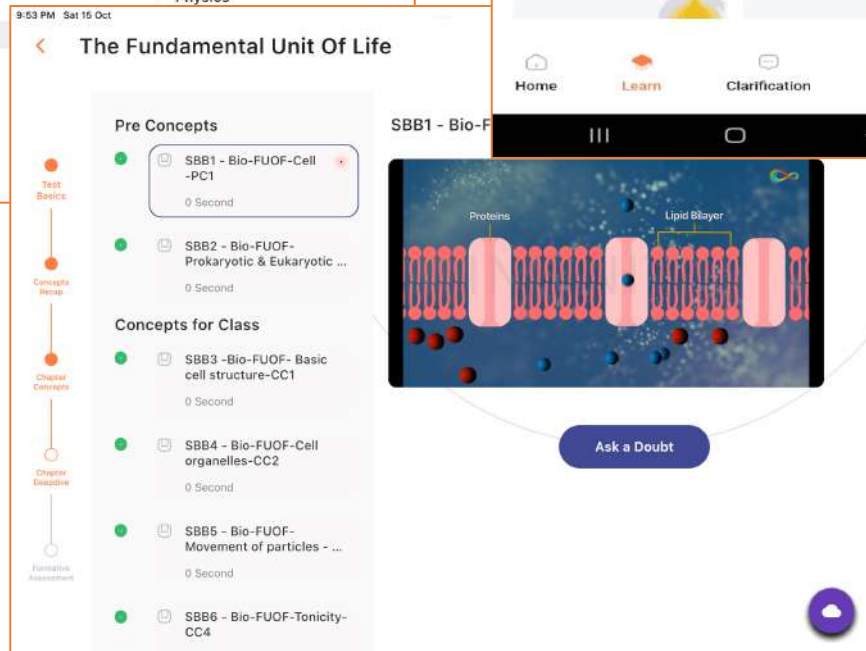 Physics
9:53 PM Sat 15 Oct
The Fundamental Unit Of Life
Test
Basics
Concepts
Recap
Chapter
Concepts
Chapter
Deepdive
Formative
Assessment
Pre Concepts
SBB1 - Bio-FUOF-Cell
-PC1
0 Second
SBB2 - Bio-FUOF-
Prokaryotic & Eukaryotic ...
0 Second
Concepts for Class
SBB3 -Bio-FUOF- Basic
cell structure-CC1
0 Second
SBB4 - Bio-FUOF-Cell
organelles-CC2
0 Second
SBB5 - Bio-FUOF-
Movement of particles - ...
0 Second
SBB6 - Bio-FUOF-Tonicity-
CC4
SBB1 - Bio-F
Proteins
Lipid Bilayer
Ask a Doubt
Home
Learn
Clarification